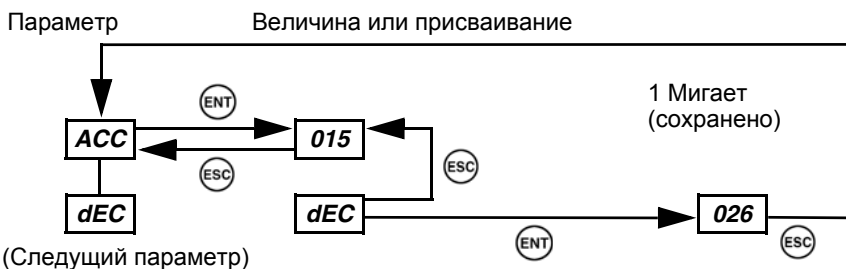 Параметр
Величина или присваивание
1 Мигает
(сохранено)
ENT
ACC
015
ESC
ESC
dEC
dEC
026
ENT
ESC
(Следущий параметр)